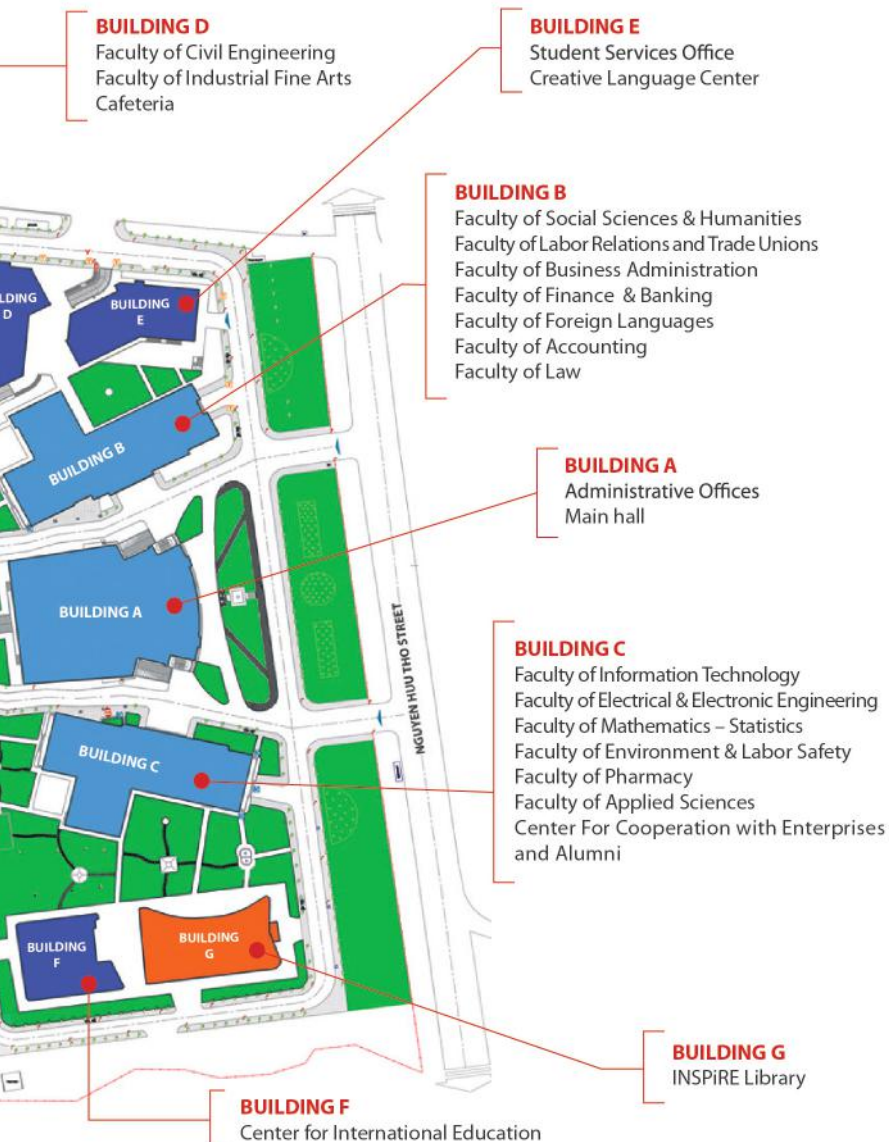 BUILDING D
Faculty of Civil Engineering
Faculty of Industrial Fine Arts
Cafeteria
BUILDING E
Student Services Office
Creative Language Center
BUILDING B
Faculty of Social Sciences & Humanities
Faculty of Labor Relations and Trade Unions
Faculty of Business Administration
Faculty of Finance & Banking
Faculty of Foreign Languages
Faculty of Accounting
Faculty of Law
LDING
D
BUILDING
E
BUILDING B
BUILDING A
Administrative Offices
Main hall
BUILDING A
NGUYEN HUU THO STREET
BUILDING C
Faculty of Information Technology
Faculty of Electrical & Electronic Engineering
Faculty of Mathematics – Statistics
Faculty of Environment & Labor Safety
Faculty of Pharmacy
Faculty of Applied Sciences
Center For Cooperation with Enterprises
and Alumni
BUILDING C
BUILDING
F
BUILDING
G
BUILDING G
INSPiRE Library
BUILDING F
Center for International Education